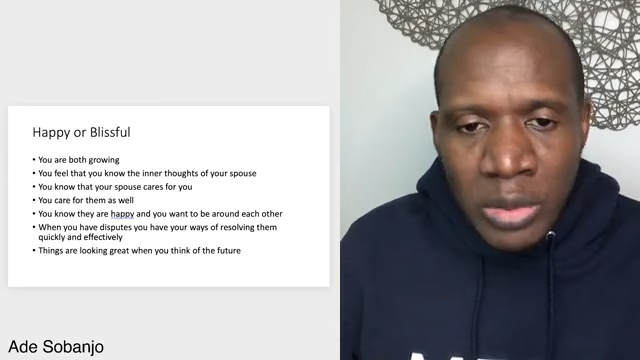 Happy or Blissful
• You are both growing
• You feel that you know the inner thoughts of your spouse
• You know that your spouse cares for you
• You care for them as well
• You know they are happy and you want to be around each other
• When you have disputes you have your ways of resolving them
quickly and effectively
• Things are looking great when you think of the future
Ade Sobanjo